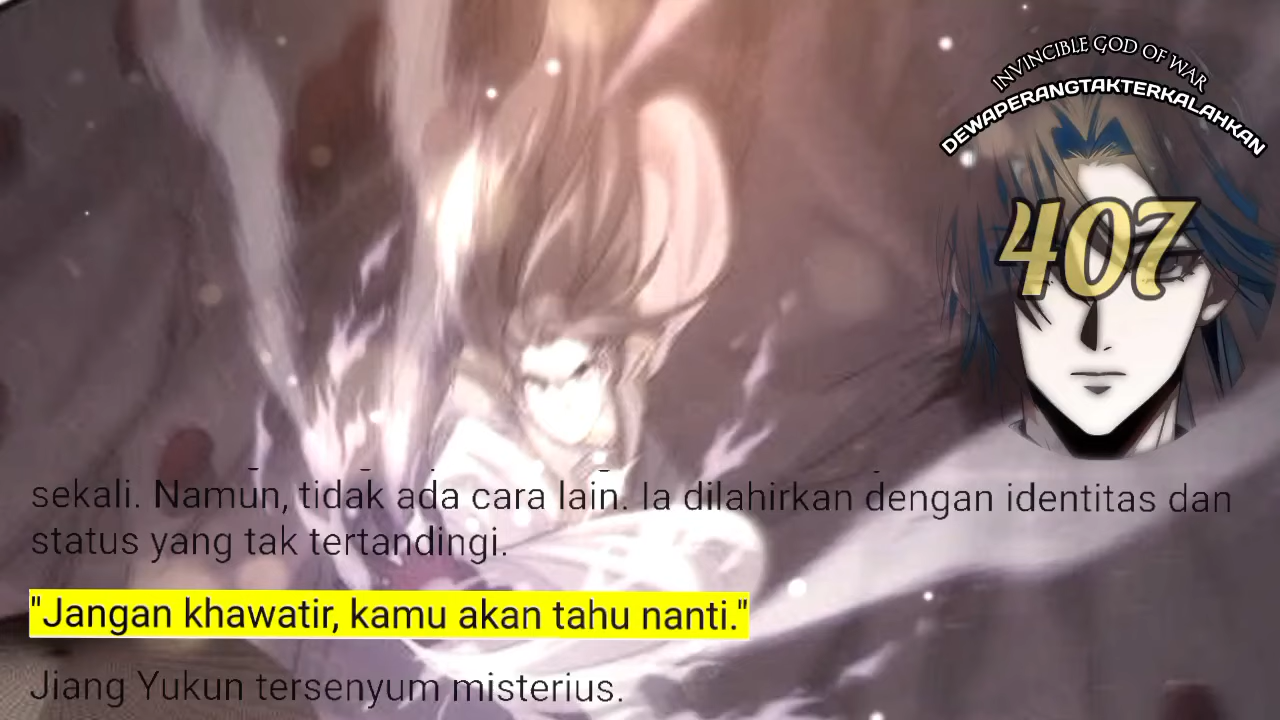 INVINCIBLE GOD OF WAR
DEWAPERANGTAKTERKALAHKAN
407
sekali. Namun, tidak ada cara lain. Ia dilahirkan dengan identitas dan
status yang tak tertandingi.
"Jangan khawatir, kamu akan tahu nanti."
Jiang Yukun tersenyum misterius.